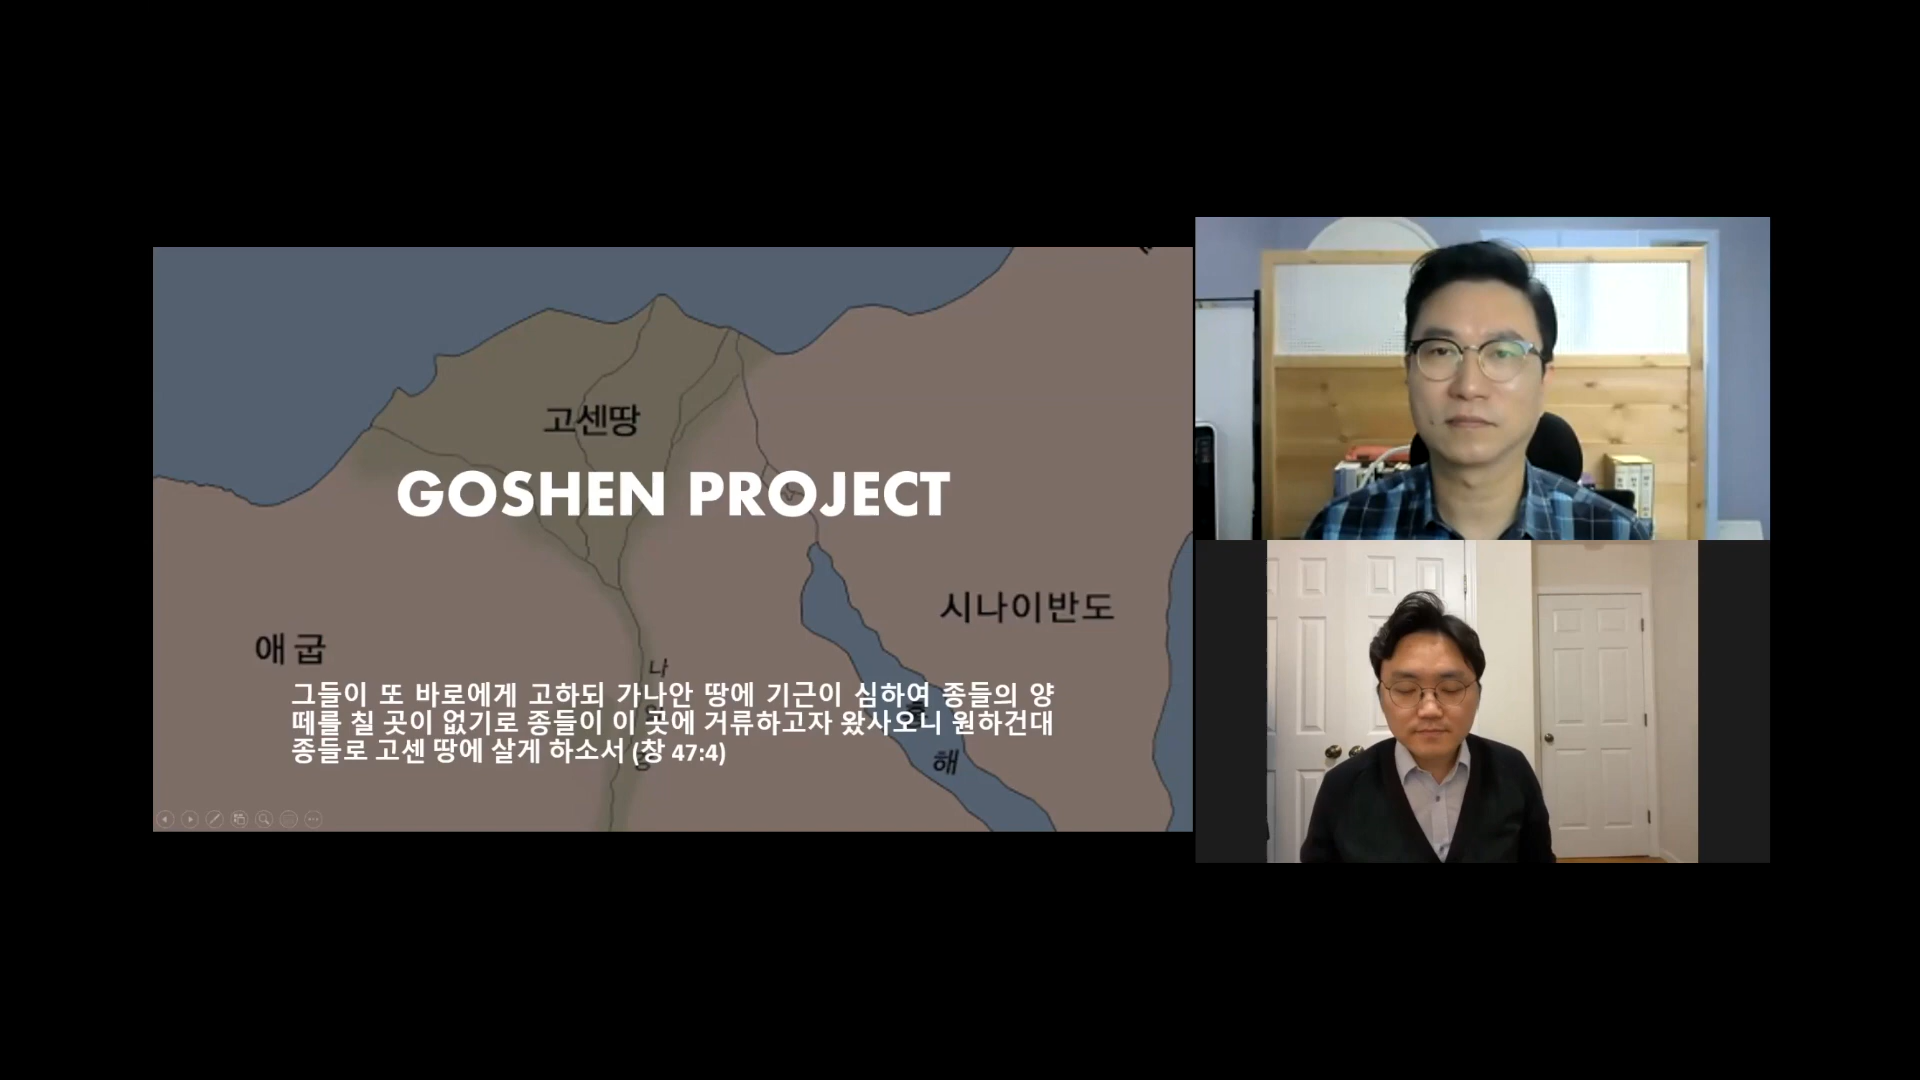 고센땅
GOSHEN PROJECT
시나이반도
애굽
나
그들이 또 바로에게 고하되 가나안 땅에 기근이 심하여 종들의 양
떼를 칠 곳이 없기로 종들이 이 곳에 거류하고자 왔사오니 원하건대
종들로 고센 땅에 살게 하소서 (창 47:4)
해